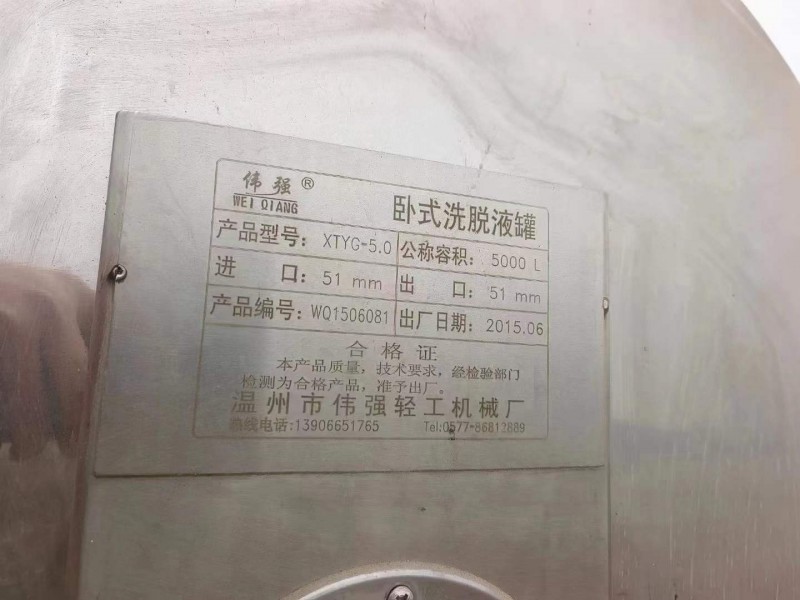 伟强®
WEI QIANG
卧式洗脱液罐
产品型号: XTYG-5.0 公称容积: 5000 L
进 口: 51 mm 出 口: 51 mm
产品编号: WQ1506081 出厂日期: 2015.06
合格证
本产品质量, 技术要求, 经检验部门
检测为合格产品, 准予出厂。
温州市伟强轻工机械厂
热线电话:13906651765 Tel:0577-86812889